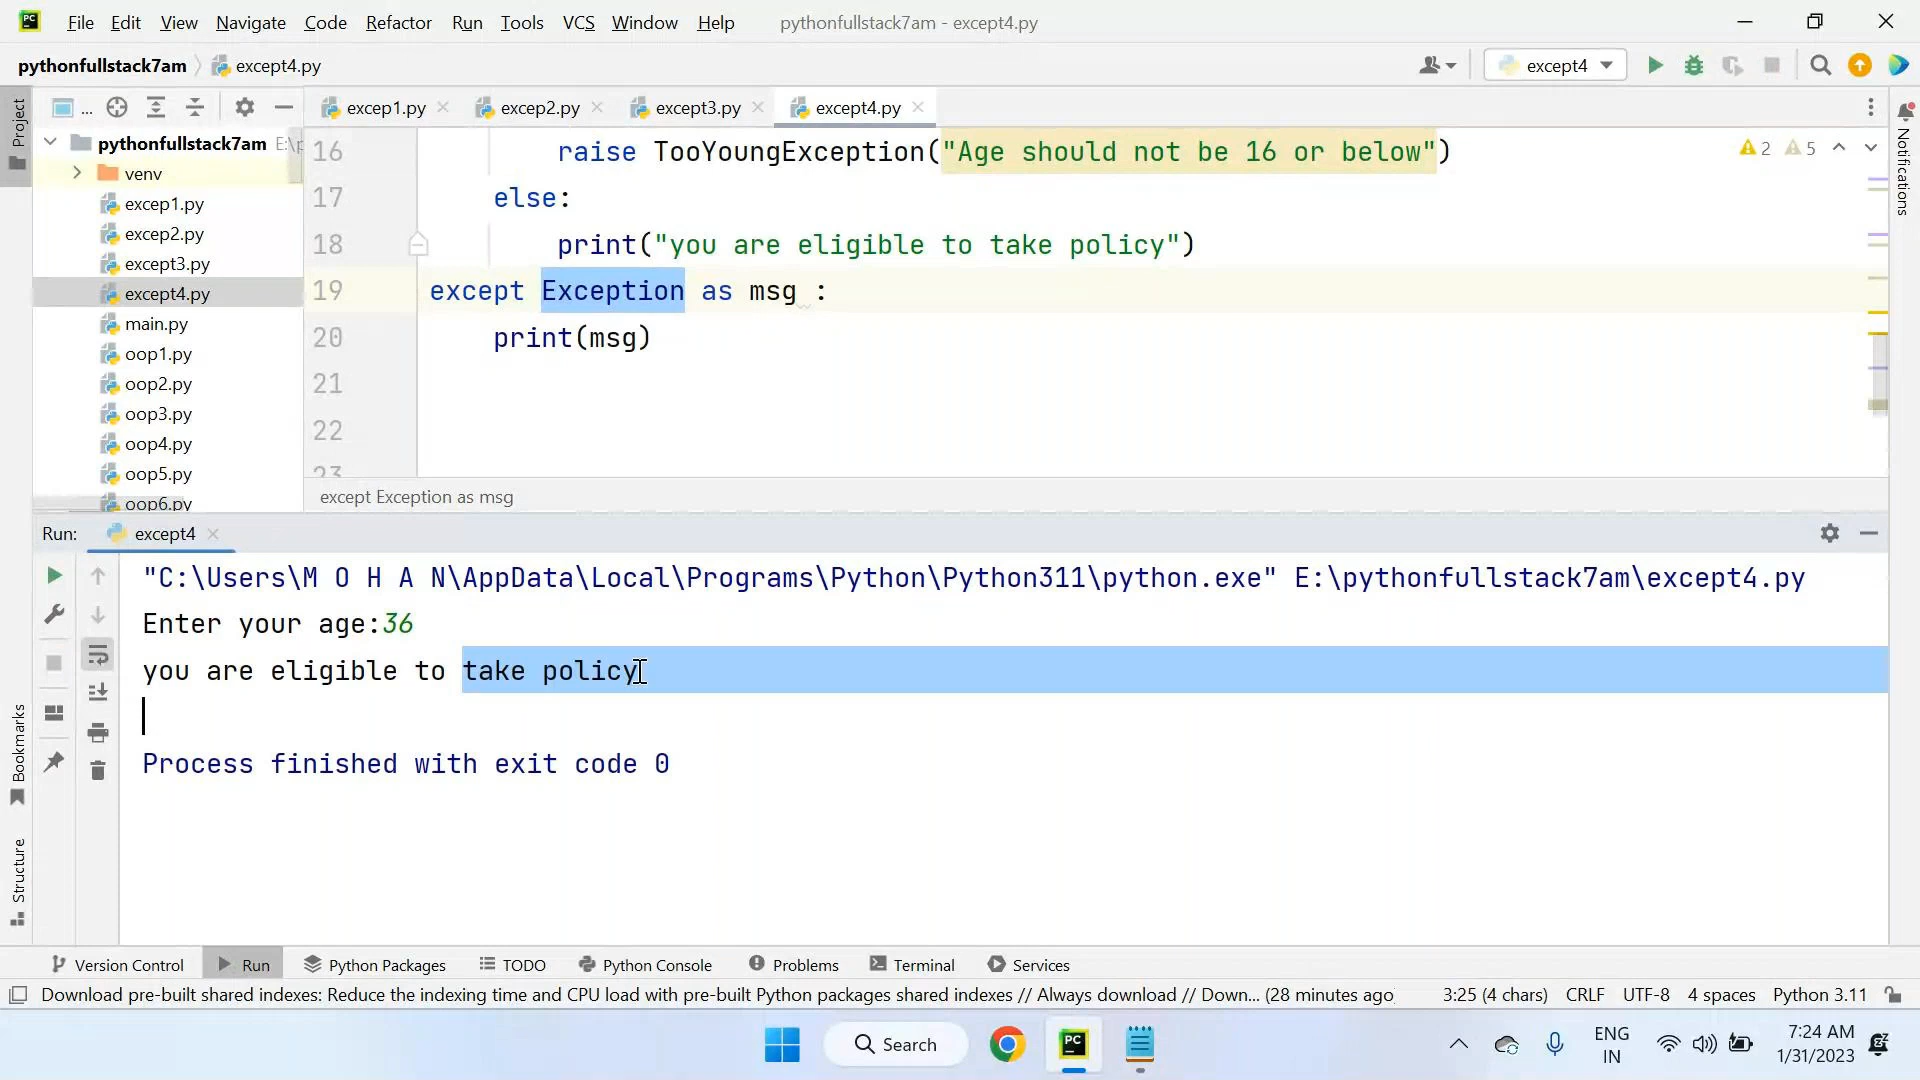 PC File Edit View Navigate Code Refactor Run Tools VCS Window Help pythonfullstack7am - except4.py
pythonfullstack7am except4.py except4
Project
... excep1.py excep2.py except3.py except4.py
pythonfullstack7am E:\p
venv
excep1.py
excep2.py
except3.py
except4.py
main.py
oop1.py
oop2.py
oop3.py
oop4.py
oop5.py
oop6.py
16 raise TooYoungException("Age should not be 16 or below")
17 else:
18 print("you are eligible to take policy")
19 except Exception as msg :
20 print(msg)
21
22
23
2 5
Notifications
except Exception as msg
Run: except4
"C:\Users\M O H A N\AppData\Local\Programs\Python\Python311\python.exe" E:\pythonfullstack7am\except4.py
Enter your age:36
you are eligible to take policy
Process finished with exit code 0
Bookmarks
Structure
Version Control Run Python Packages TODO Python Console Problems Terminal Services
Download pre-built shared indexes: Reduce the indexing time and CPU load with pre-built Python packages shared indexes // Always download // Down... (28 minutes ago 3:25 (4 chars) CRLF UTF-8 4 spaces Python 3.11
Search PC ENG 7:24 AM
IN 1/31/2023